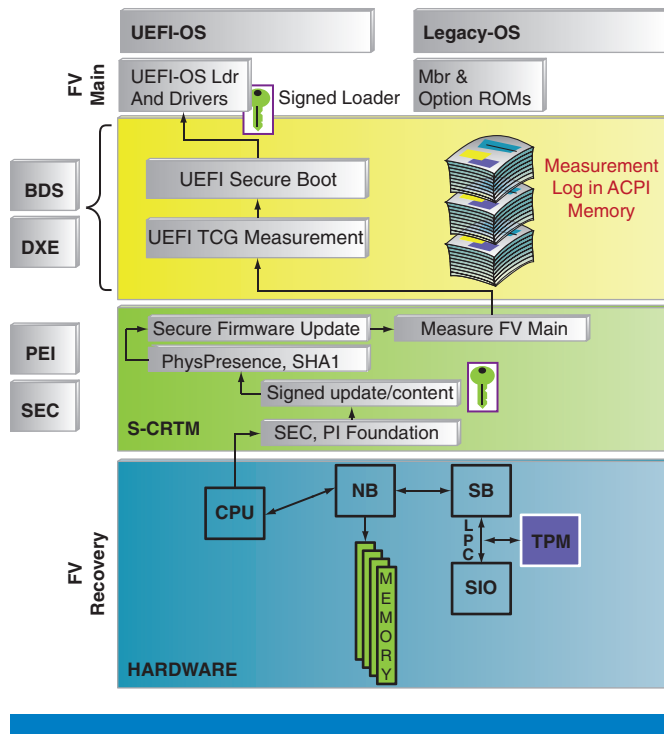 UEFI-OS
Legacy-OS
FV
Main
UEFI-OS Ldr
And Drivers
Signed Loader
Mbr &
Option ROMs
BDS
DXE
UEFI Secure Boot
UEFI TCG Measurement
Measurement
Log in ACPI
Memory
PEI
SEC
Secure Firmware Update
Measure FV Main
PhysPresence, SHA1
Signed update/content
S-CRTM
SEC, PI Foundation
FV
Recovery
CPU
NB
SB
LPC
TPM
SIO
MEMORY
HARDWARE